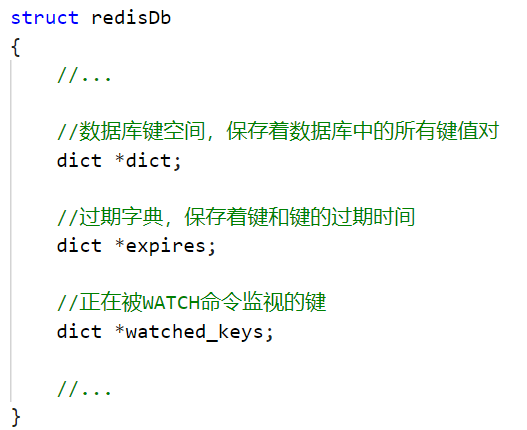 struct redisDb
{
//...
//数据库键空间，保存着数据库中的所有键值对
dict *dict;
//过期字典，保存着键和键的过期时间
dict *expires;
//正在被WATCH命令监视的键
dict *watched_keys;
//...
}